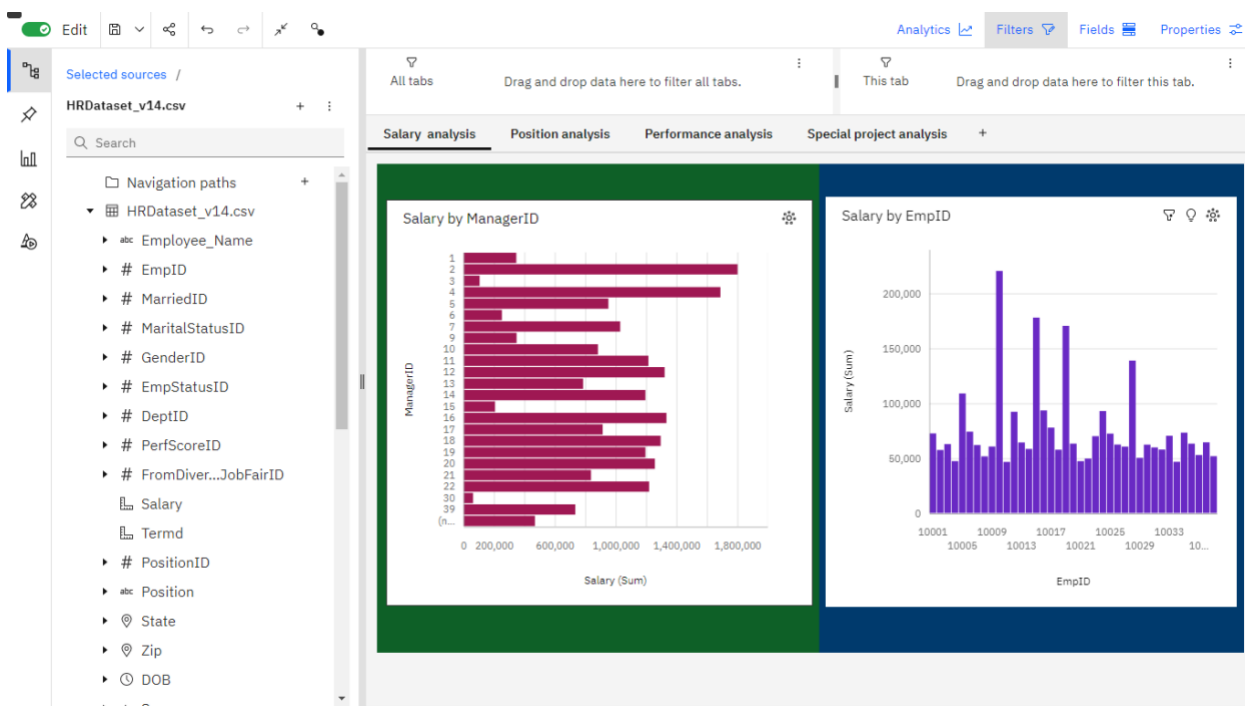 Edit
Analytics
Filters
Fields
Properties
Selected sources /
HRDataset_v14.csv
Search
Navigation paths
HRDataset_v14.csv
abc Employee_Name
# EmpID
# MarriedID
# MaritalStatusID
# GenderID
# EmpStatusID
# DeptID
# PerfScoreID
# FromDiver...JobFairID
Salary
Termd
# PositionID
abc Position
State
Zip
DOB
All tabs
Drag and drop data here to filter all tabs.
This tab
Drag and drop data here to filter this tab.
Salary analysis
Position analysis
Performance analysis
Special project analysis
+
Salary by ManagerID
ManagerID
1
2
3
4
5
6
7
9
10
11
12
13
14
15
16
17
18
19
20
21
22
30
39
(n...
0 200,000 600,000 1,000,000 1,400,000 1,800,000
Salary (Sum)
Salary by EmpID
Salary (Sum)
200,000
150,000
100,000
50,000
0
10001 10009 10017 10025 10033
10005 10013 10021 10029 10...
EmpID